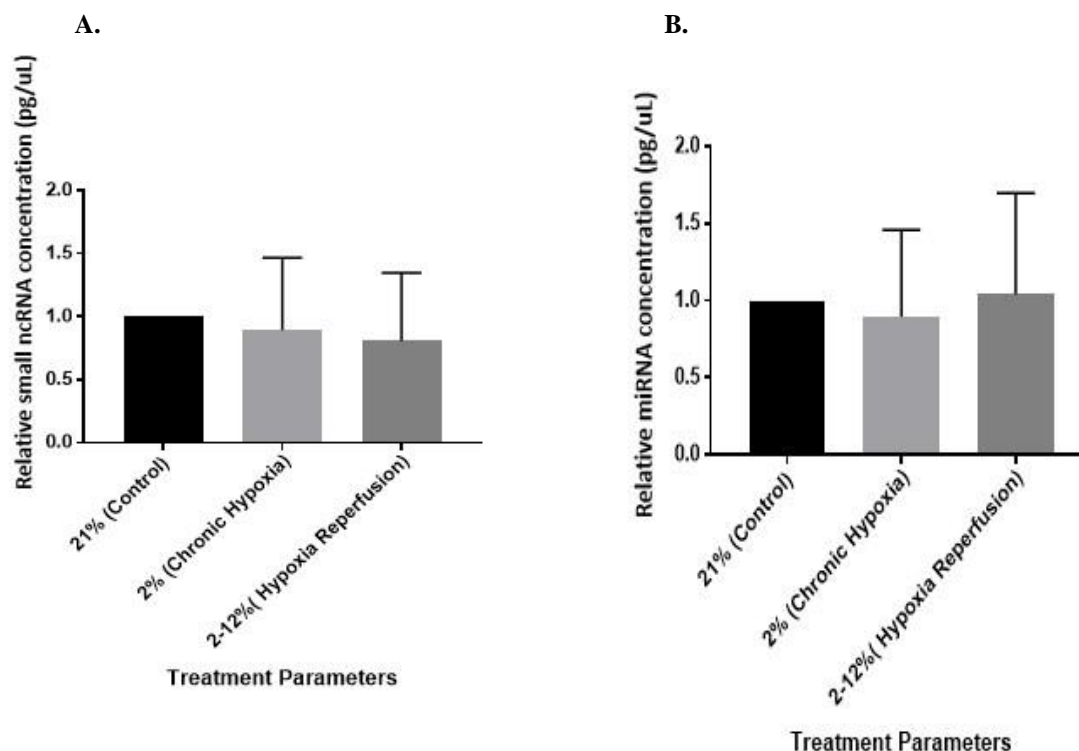 A.
Relative small ncRNA concentration (pg/uL)
2.0
1.5
1.0
0.5
0.0
21% (Control)
2% (Chronic Hypoxia)
2-12%( Hypoxia Reperfusion)
Treatment Parameters
B.
Relative miRNA concentration (pg/uL)
2.0
1.5
1.0
0.5
0.0
21% (Control)
2% (Chronic Hypoxia)
2-12%( Hypoxia Reperfusion)
Treatment Parameters